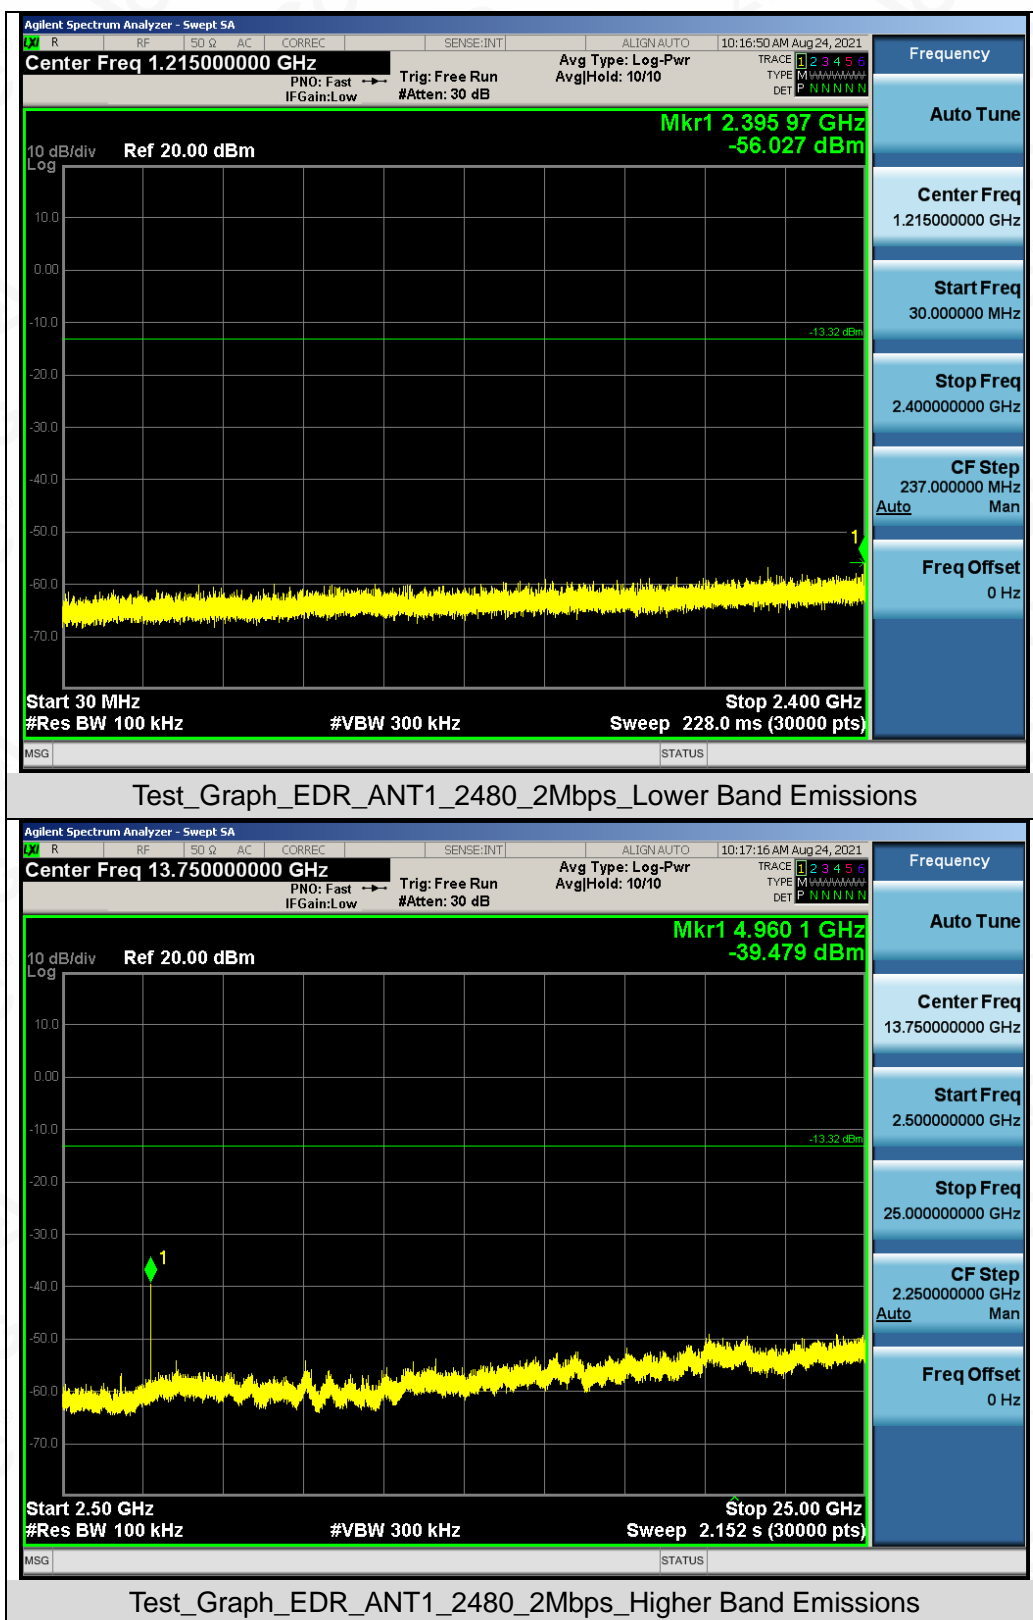 Agilent Spectrum Analyzer - Swept SA
LXI R RF 50 Ω AC CORREC SENSE:INT ALIGN AUTO 10:16:50 AM Aug 24, 2021
Center Freq 1.215000000 GHz
PNO: Fast
IFGain:Low
Trig: Free Run
#Atten: 30 dB
Avg Type: Log-Pwr
Avg|Hold: 10/10
TRACE 1 2 3 4 5 6
TYPE M W W W W W
DET P N N N N N
Mkr1 2.395 97 GHz
-56.027 dBm
10 dB/div Ref 20.00 dBm
Log
10.0
0.00
-10.0
-13.32 dBm
-20.0
-30.0
-40.0
-50.0
1
-60.0
-70.0
Start 30 MHz Stop 2.400 GHz
#Res BW 100 kHz #VBW 300 kHz Sweep 228.0 ms (30000 pts)
MSG STATUS
Frequency
Auto Tune
Center Freq
1.215000000 GHz
Start Freq
30.000000 MHz
Stop Freq
2.400000000 GHz
CF Step
237.000000 MHz
Auto Man
Freq Offset
0 Hz
Test_Graph_EDR_ANT1_2480_2Mbps_Lower Band Emissions
Agilent Spectrum Analyzer - Swept SA
LXI R RF 50 Ω AC CORREC SENSE:INT ALIGN AUTO 10:17:16 AM Aug 24, 2021
Center Freq 13.750000000 GHz
PNO: Fast
IFGain:Low
Trig: Free Run
#Atten: 30 dB
Avg Type: Log-Pwr
Avg|Hold: 10/10
TRACE 1 2 3 4 5 6
TYPE M W W W W W
DET P N N N N N
Mkr1 4.960 1 GHz
-39.479 dBm
10 dB/div Ref 20.00 dBm
Log
10.0
0.00
-10.0
-13.32 dBm
-20.0
-30.0
1
-40.0
-50.0
-60.0
-70.0
Start 2.50 GHz Stop 25.00 GHz
#Res BW 100 kHz #VBW 300 kHz Sweep 2.152 s (30000 pts)
MSG STATUS
Frequency
Auto Tune
Center Freq
13.750000000 GHz
Start Freq
2.500000000 GHz
Stop Freq
25.000000000 GHz
CF Step
2.250000000 GHz
Auto Man
Freq Offset
0 Hz
Test_Graph_EDR_ANT1_2480_2Mbps_Higher Band Emissions